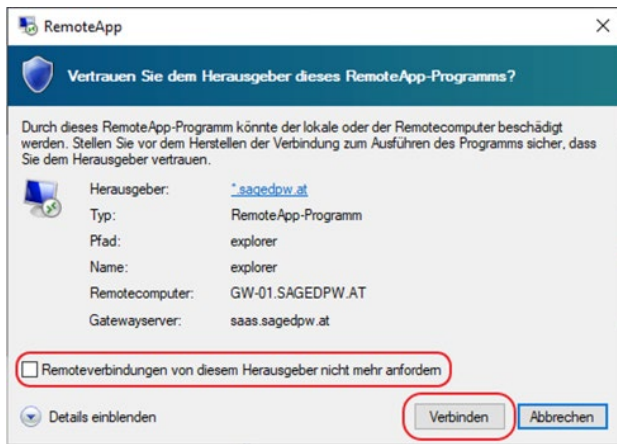 RemoteApp
Vertrauen Sie dem Herausgeber dieses RemoteApp-Programms?
Durch dieses RemoteApp-Programm könnte der lokale oder der Remotecomputer beschädigt
werden. Stellen Sie vor dem Herstellen der Verbindung zum Ausführen des Programms sicher, dass
Sie dem Herausgeber vertrauen.
Herausgeber: *.sagedpw.at
Typ: RemoteApp-Programm
Pfad: explorer
Name: explorer
Remotecomputer: GW-01.SAGEDPW.AT
Gatewayserver: saas.sagedpw.at
Remoteverbindungen von diesem Herausgeber nicht mehr anfordern
Details einblenden Verbinden Abbrechen